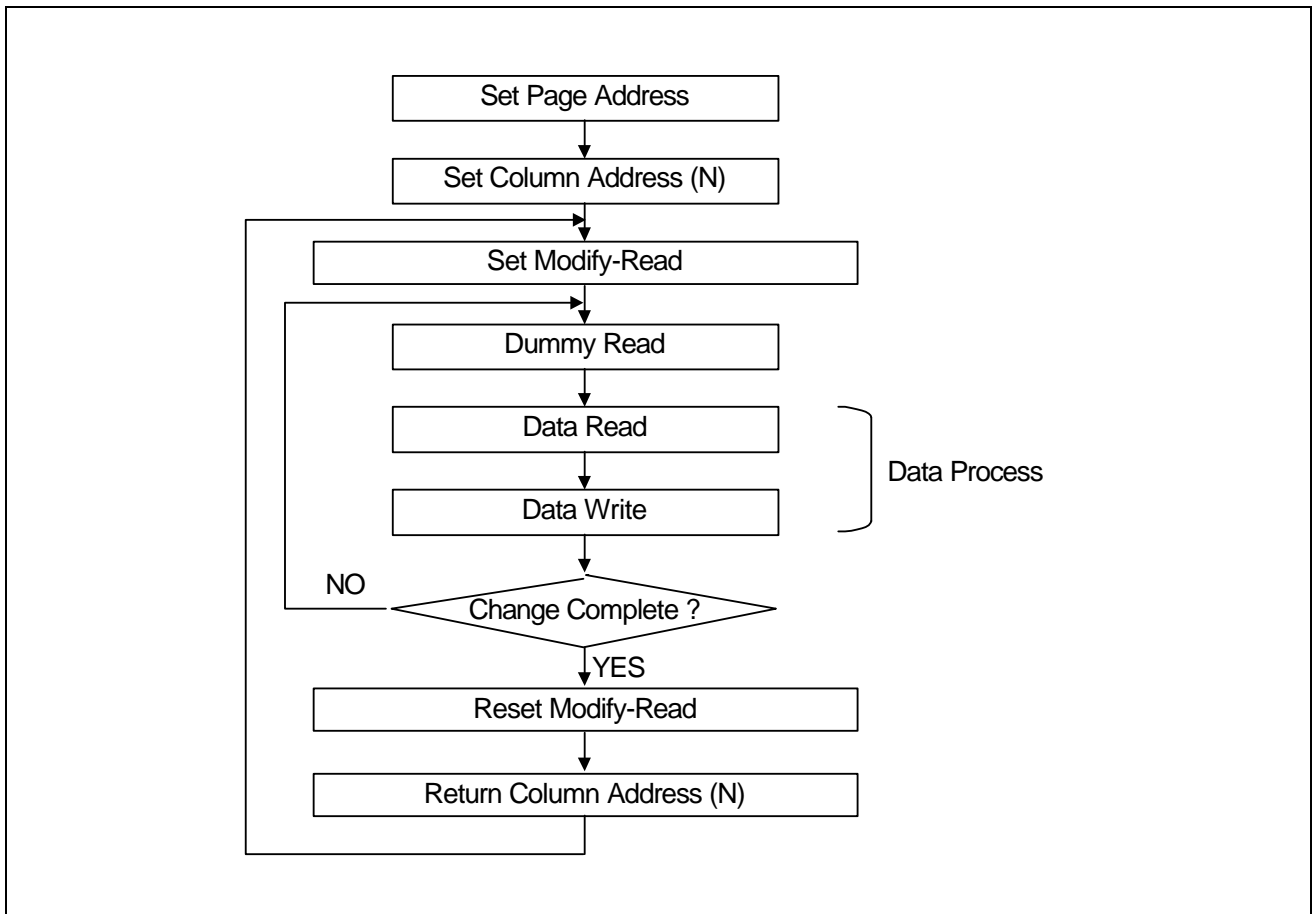 Set Page Address
Set Column Address (N)
Set Modify-Read
Dummy Read
Data Read
Data Process
Data Write
NO
Change Complete ?
YES
Reset Modify-Read
Return Column Address (N)